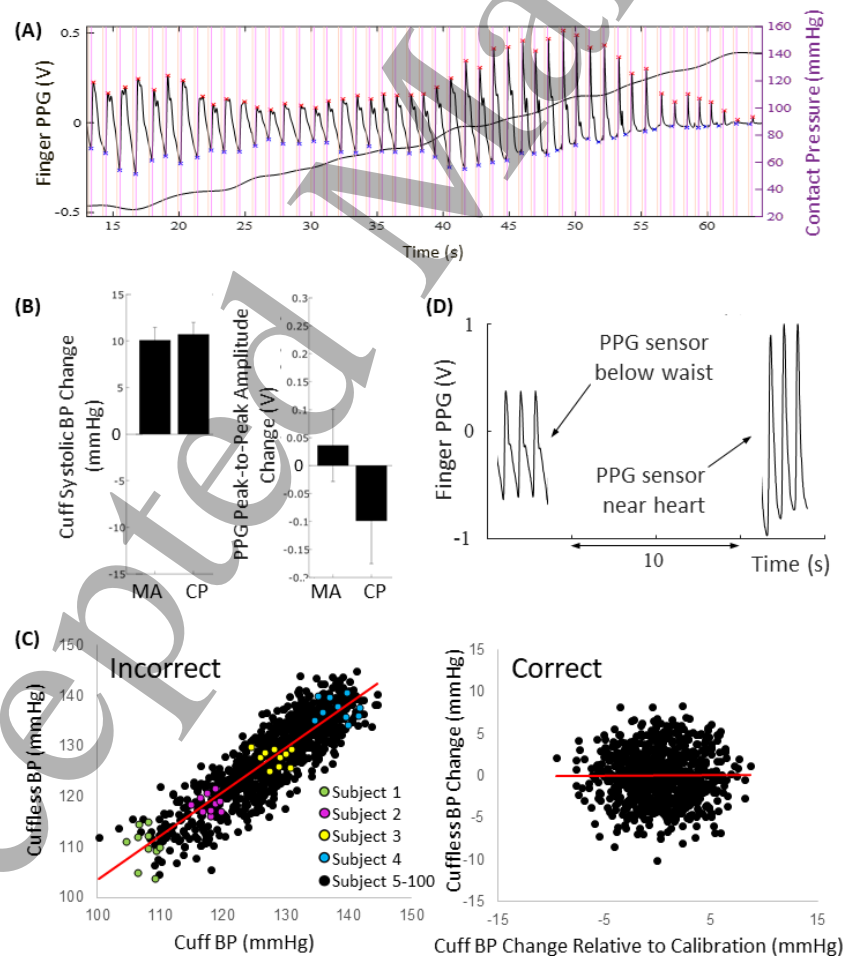 (A)
0.5
0
-0.5
Finger PPG (V)
15 20 25 30 35 40 45 50 55 60
Time (s)
160
140
120
100
80
60
40
20
Contact Pressure (mmHg)
(B)
Cuff Systolic BP Change
(mmHg)
15
10
5
0
-5
-10
-15
MA CP
PPG Peak-to-Peak Amplitude
Change (V)
0.3
0.25
0.2
0.15
0.1
0.05
0
-0.05
-0.1
-0.15
-0.7
MA CP
(D)
Finger PPG (V)
1
0
-1
PPG sensor
below waist
PPG sensor
near heart
10
Time (s)
(C)
Incorrect
Cuffless BP (mmHg)
150
140
130
120
110
100
Subject 1
Subject 2
Subject 3
Subject 4
Subject 5-100
100 110 120 130 140 150
Cuff BP (mmHg)
Correct
Cuffless BP Change (mmHg)
15
10
5
0
-5
-10
-15
-15 -5 5 15
Cuff BP Change Relative to Calibration (mmHg)
cepted Ma